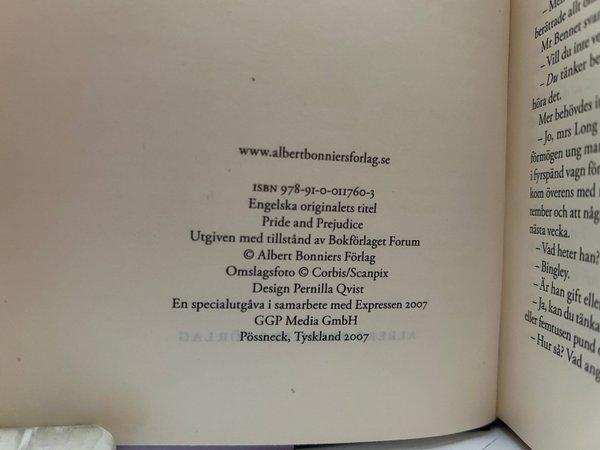 www.albertbonniersforlag.se
ISBN 978-91-0-011760-3
Engelska originalets titel
Pride and Prejudice
Utgiven med tillstånd av Bokförlaget Forum
© Albert Bonniers Förlag
Omslagsfoto © Corbis/Scanpix
Design Pernilla Qvist
En specialutgåva i samarbete med Expressen 2007
GGP Media GmbH
Pössneck, Tyskland 2007
berättade allt
Mr Bennet
– Vill du inte
– Du tänker
höra det.
Mer behövdes
– Jo, mrs Long
förmögen ung
i fyrspänd vagn för
kom överens med
tember och att
nästa vecka.
– Vad heter han?
– Bingley.
– Är han gift eller
– Ja, kan du tänka
eller femtusen pund
– Hur så? Vad